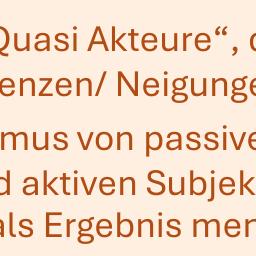 Quasi Akteure“, d
enzen/ Neigunge
mus von passive
d aktiven Subjek
als Ergebnis men